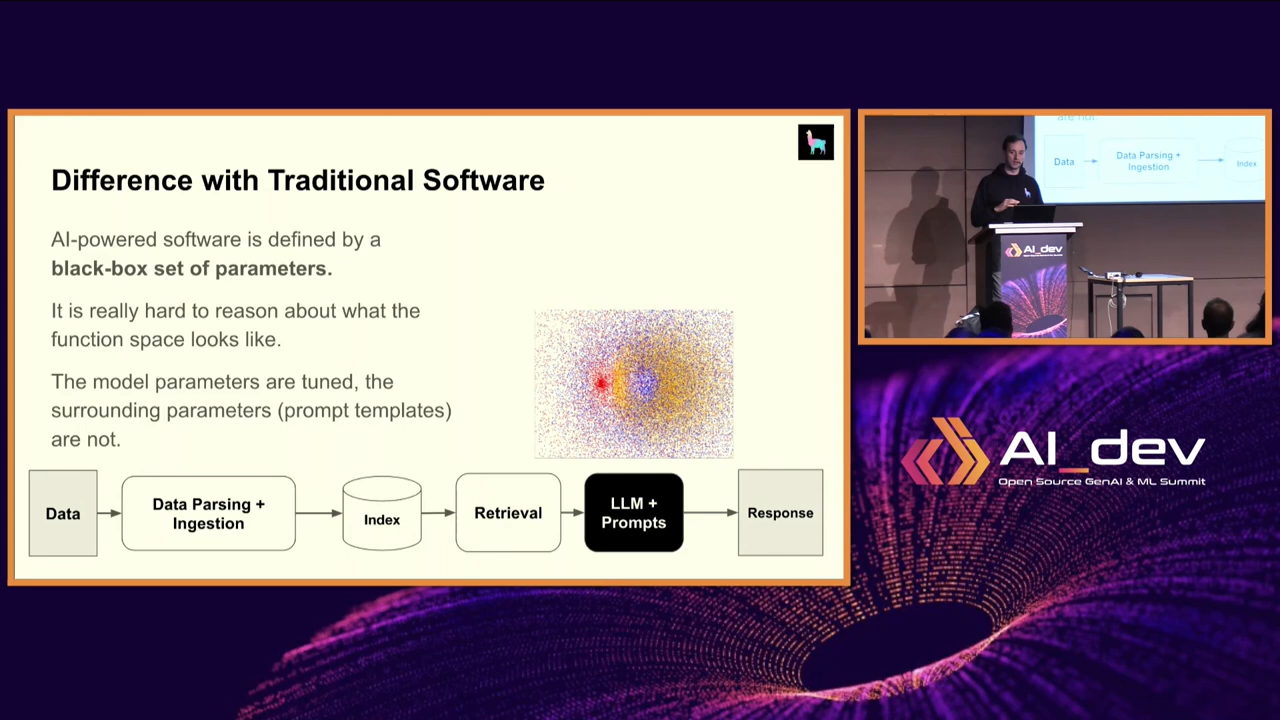 Difference with Traditional Software
AI-powered software is defined by a
black-box set of parameters.
It is really hard to reason about what the
function space looks like.
The model parameters are tuned, the
surrounding parameters (prompt templates)
are not.
Data
Data Parsing +
Ingestion
Index
Retrieval
LLM +
Prompts
Response
are not.
Data
Data Parsing +
Ingestion
Index
AI_dev
AI_dev
Open Source GenAI & ML Summit